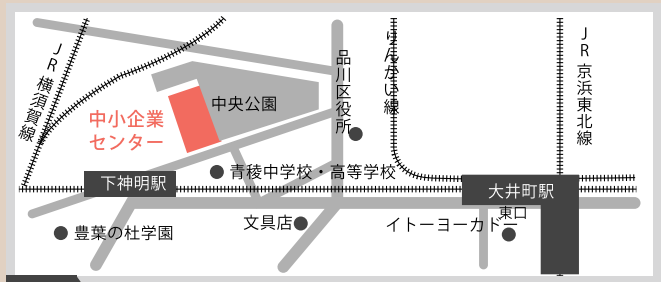 JR横須賀線
中小企業
センター
中央公園
品川区役所
りんかい線
JR京浜東北線
青稜中学校・高等学校
下神明駅
大井町駅
東口
豊葉の杜学園
文具店
イトーヨーカドー